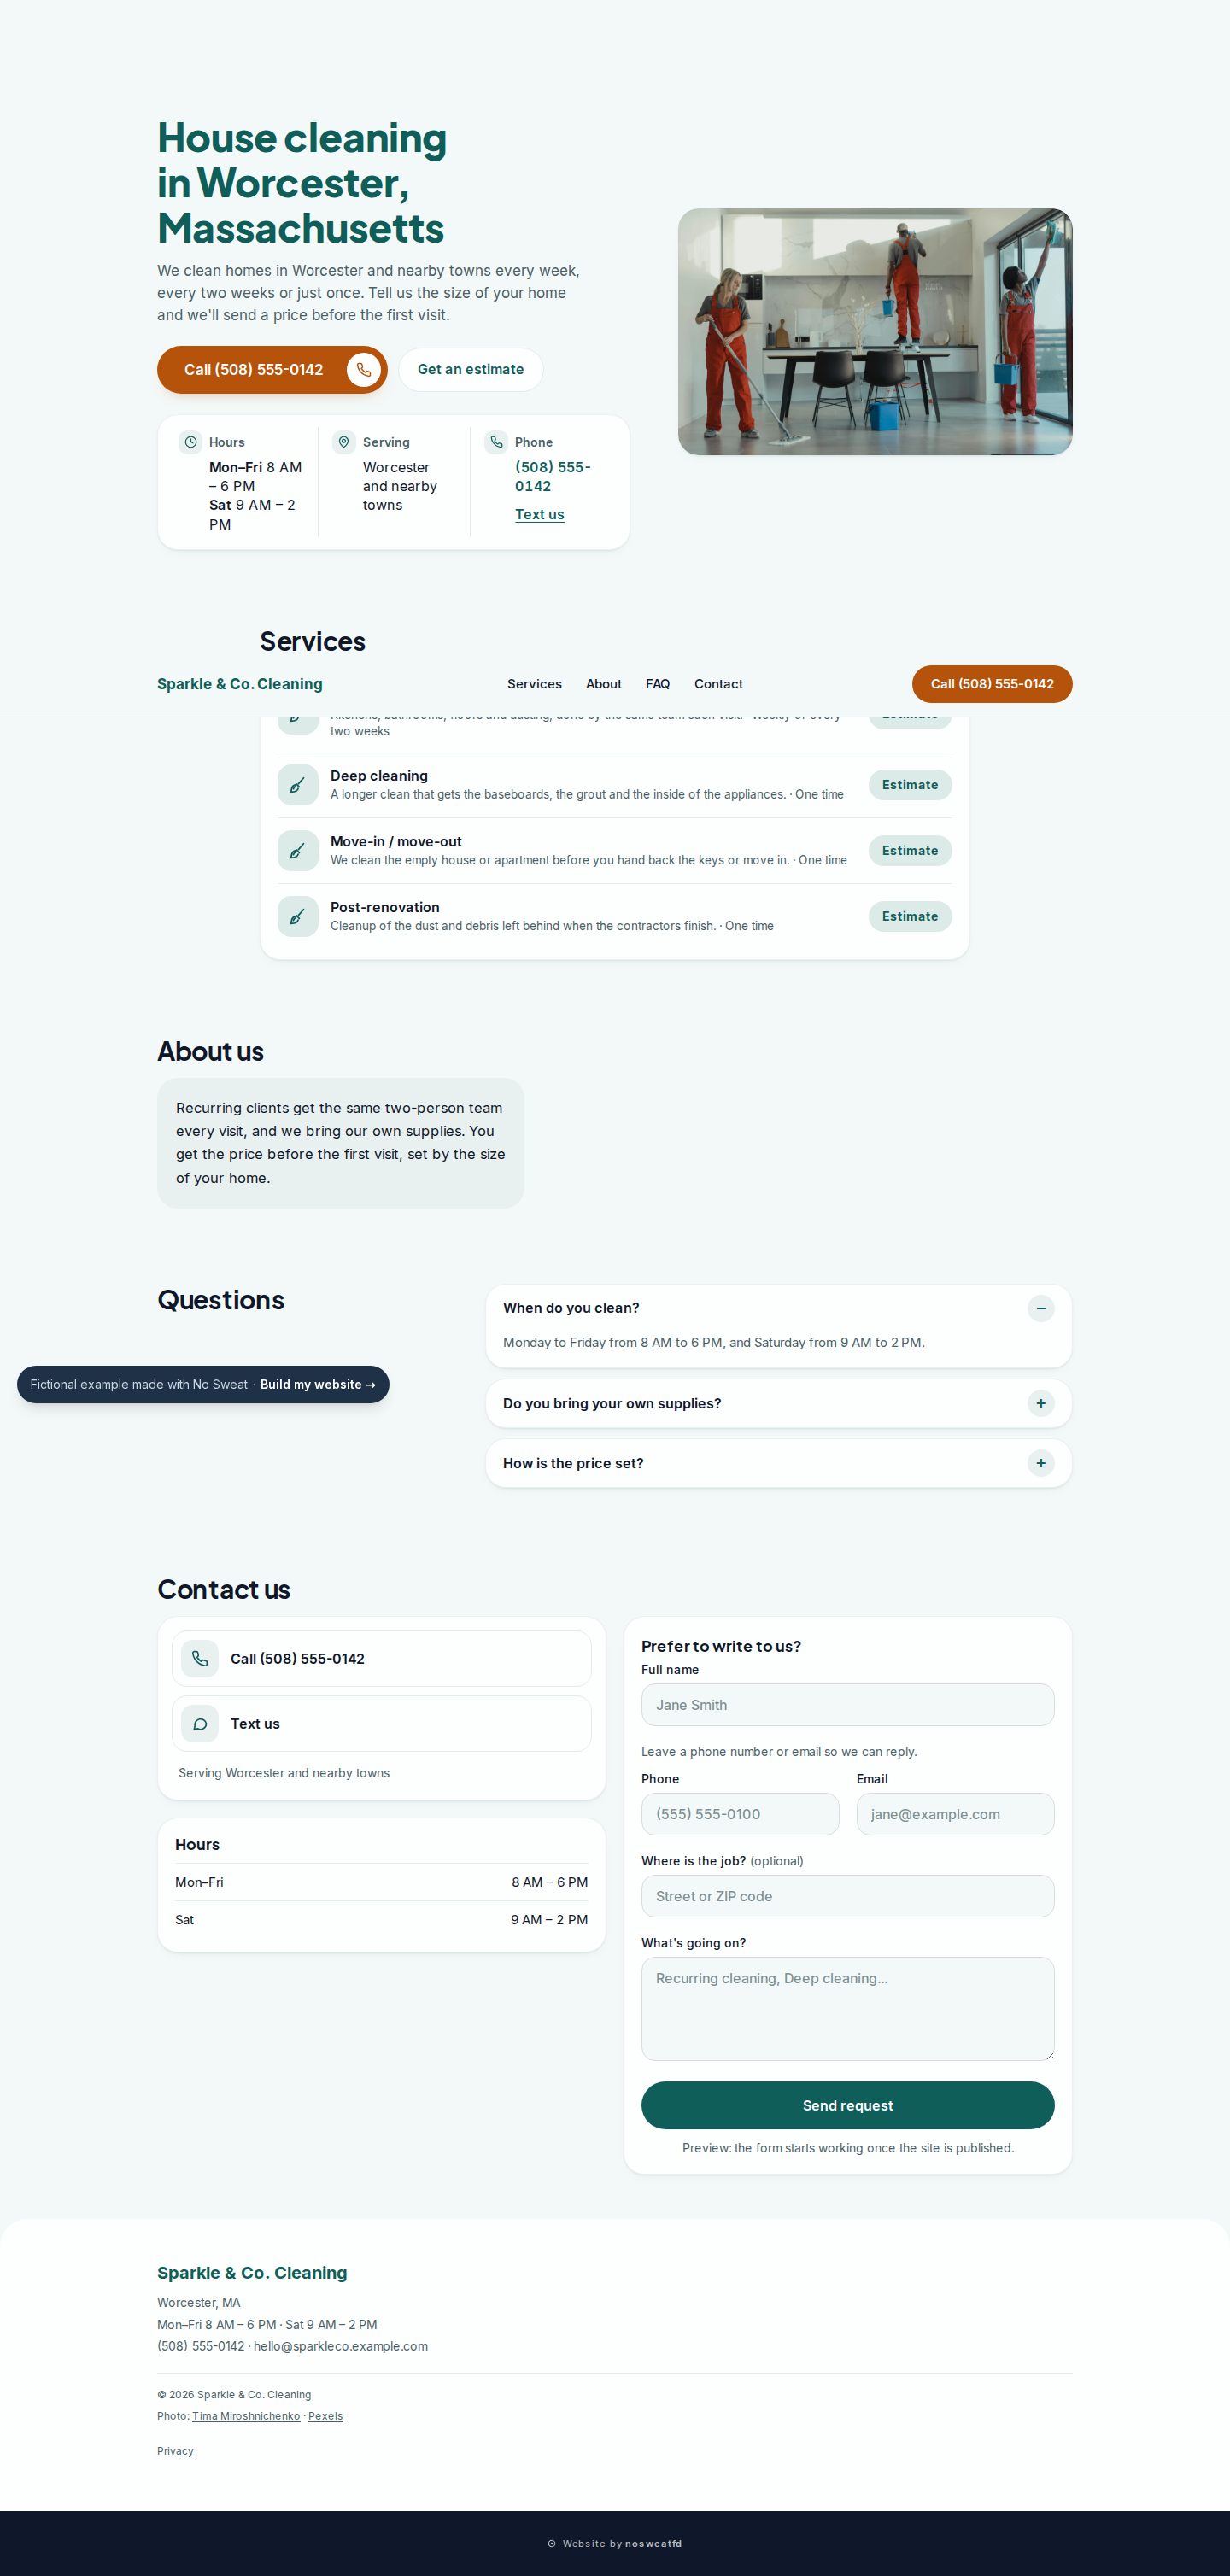 House cleaning
in Worcester,
Massachusetts
We clean homes in Worcester and nearby towns every week,
every two weeks or just once. Tell us the size of your home
and we'll send a price before the first visit.
Call (508) 555-0142
Get an estimate
Hours
Mon–Fri 8 AM
– 6 PM
Sat 9 AM – 2
PM
Serving
Worcester
and nearby
towns
Phone
(508) 555-
0142
Text us
Services
Sparkle & Co. Cleaning
Services
About
FAQ
Contact
Call (508) 555-0142
two weeks
Deep cleaning
A longer clean that gets the baseboards, the grout and the inside of the appliances. · One time
Estimate
Move-in / move-out
We clean the empty house or apartment before you hand back the keys or move in. · One time
Estimate
Post-renovation
Cleanup of the dust and debris left behind when the contractors finish. · One time
Estimate
About us
Recurring clients get the same two-person team
every visit, and we bring our own supplies. You
get the price before the first visit, set by the size
of your home.
Questions
When do you clean?
Monday to Friday from 8 AM to 6 PM, and Saturday from 9 AM to 2 PM.
Fictional example made with No Sweat · Build my website →
Do you bring your own supplies?
How is the price set?
Contact us
Call (508) 555-0142
Text us
Serving Worcester and nearby towns
Hours
Mon–Fri 8 AM – 6 PM
Sat 9 AM – 2 PM
Prefer to write to us?
Full name
Jane Smith
Leave a phone number or email so we can reply.
Phone
(555) 555-0100
Email
jane@example.com
Where is the job? (optional)
Street or ZIP code
What's going on?
Recurring cleaning, Deep cleaning...
Send request
Preview: the form starts working once the site is published.
Sparkle & Co. Cleaning
Worcester, MA
Mon–Fri 8 AM – 6 PM · Sat 9 AM – 2 PM
(508) 555-0142 · hello@sparkleco.example.com
© 2026 Sparkle & Co. Cleaning
Photo: Tima Miroshnichenko · Pexels
Privacy
Website by nosweatfd